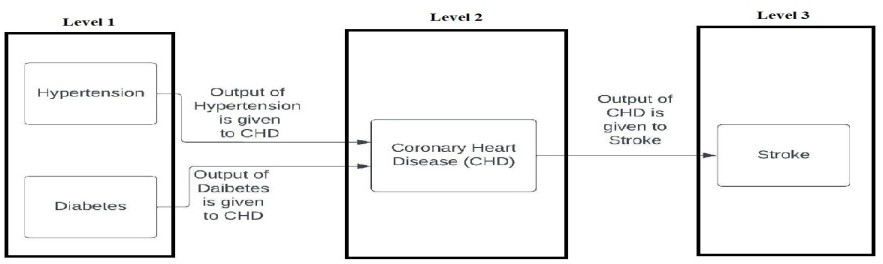 Level 1
Level 2
Level 3
Hypertension
Output of
Hypertension
is given
to CHD
Diabetes
Output of
Daibetes
is given
to CHD
Coronary Heart
Disease (CHD)
Output of
CHD is
given to
Stroke
Stroke